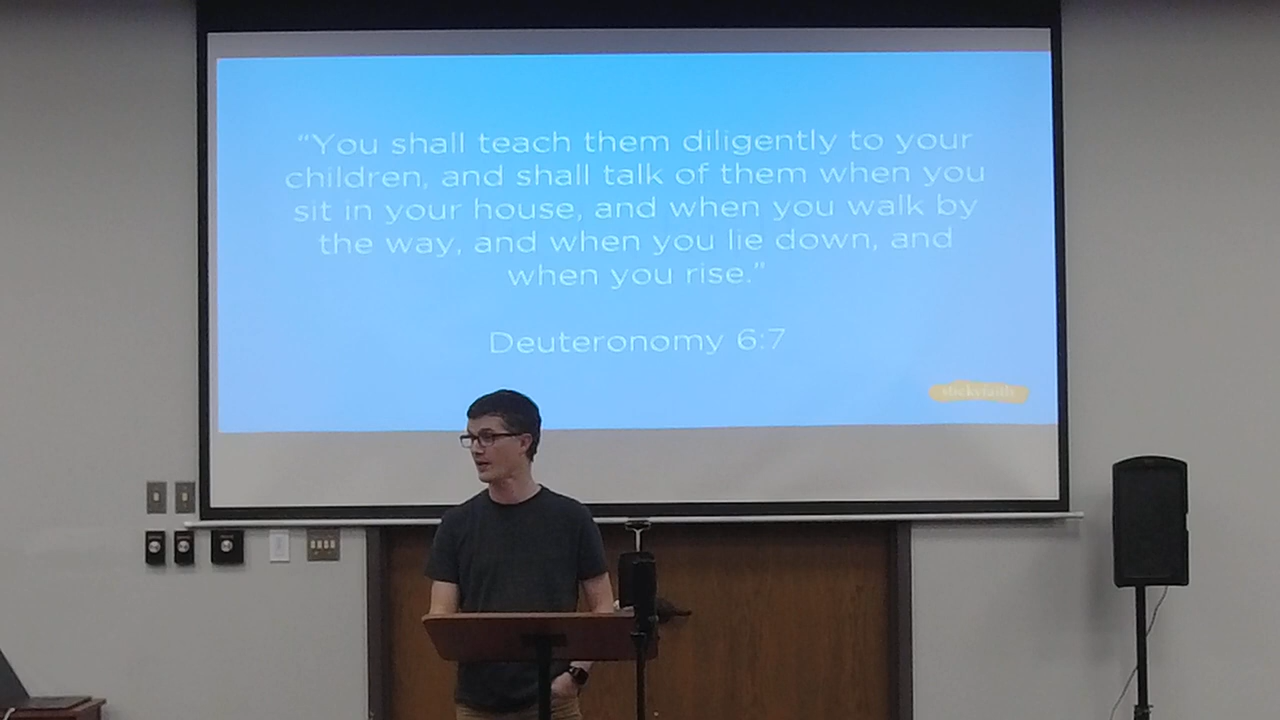 “You shall teach them diligently to your
children, and shall talk of them when you
sit in your house, and when you walk by
the way, and when you lie down, and
when you rise.”
Deuteronomy 6:7
stickyfaith